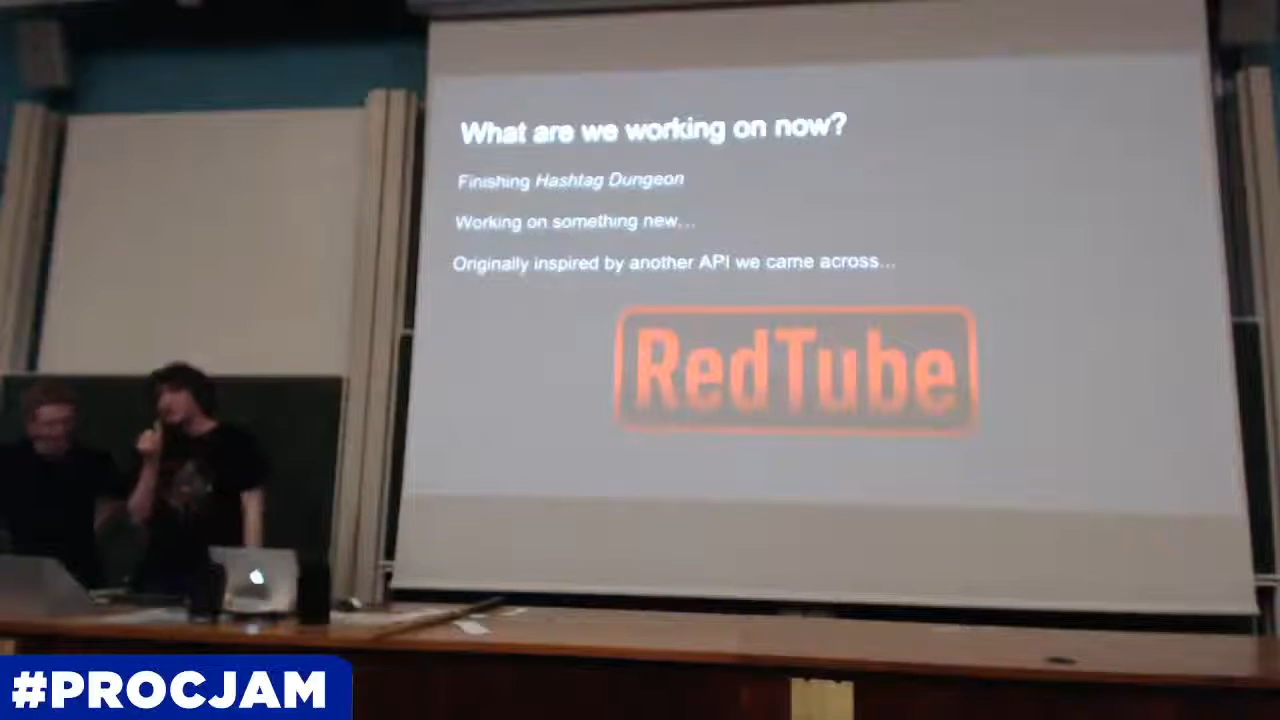 What are we working on now?
Finishing Hashtag Dungeon
Working on something new...
Originally inspired by another API we came across...
RedTube
#PROCJAM